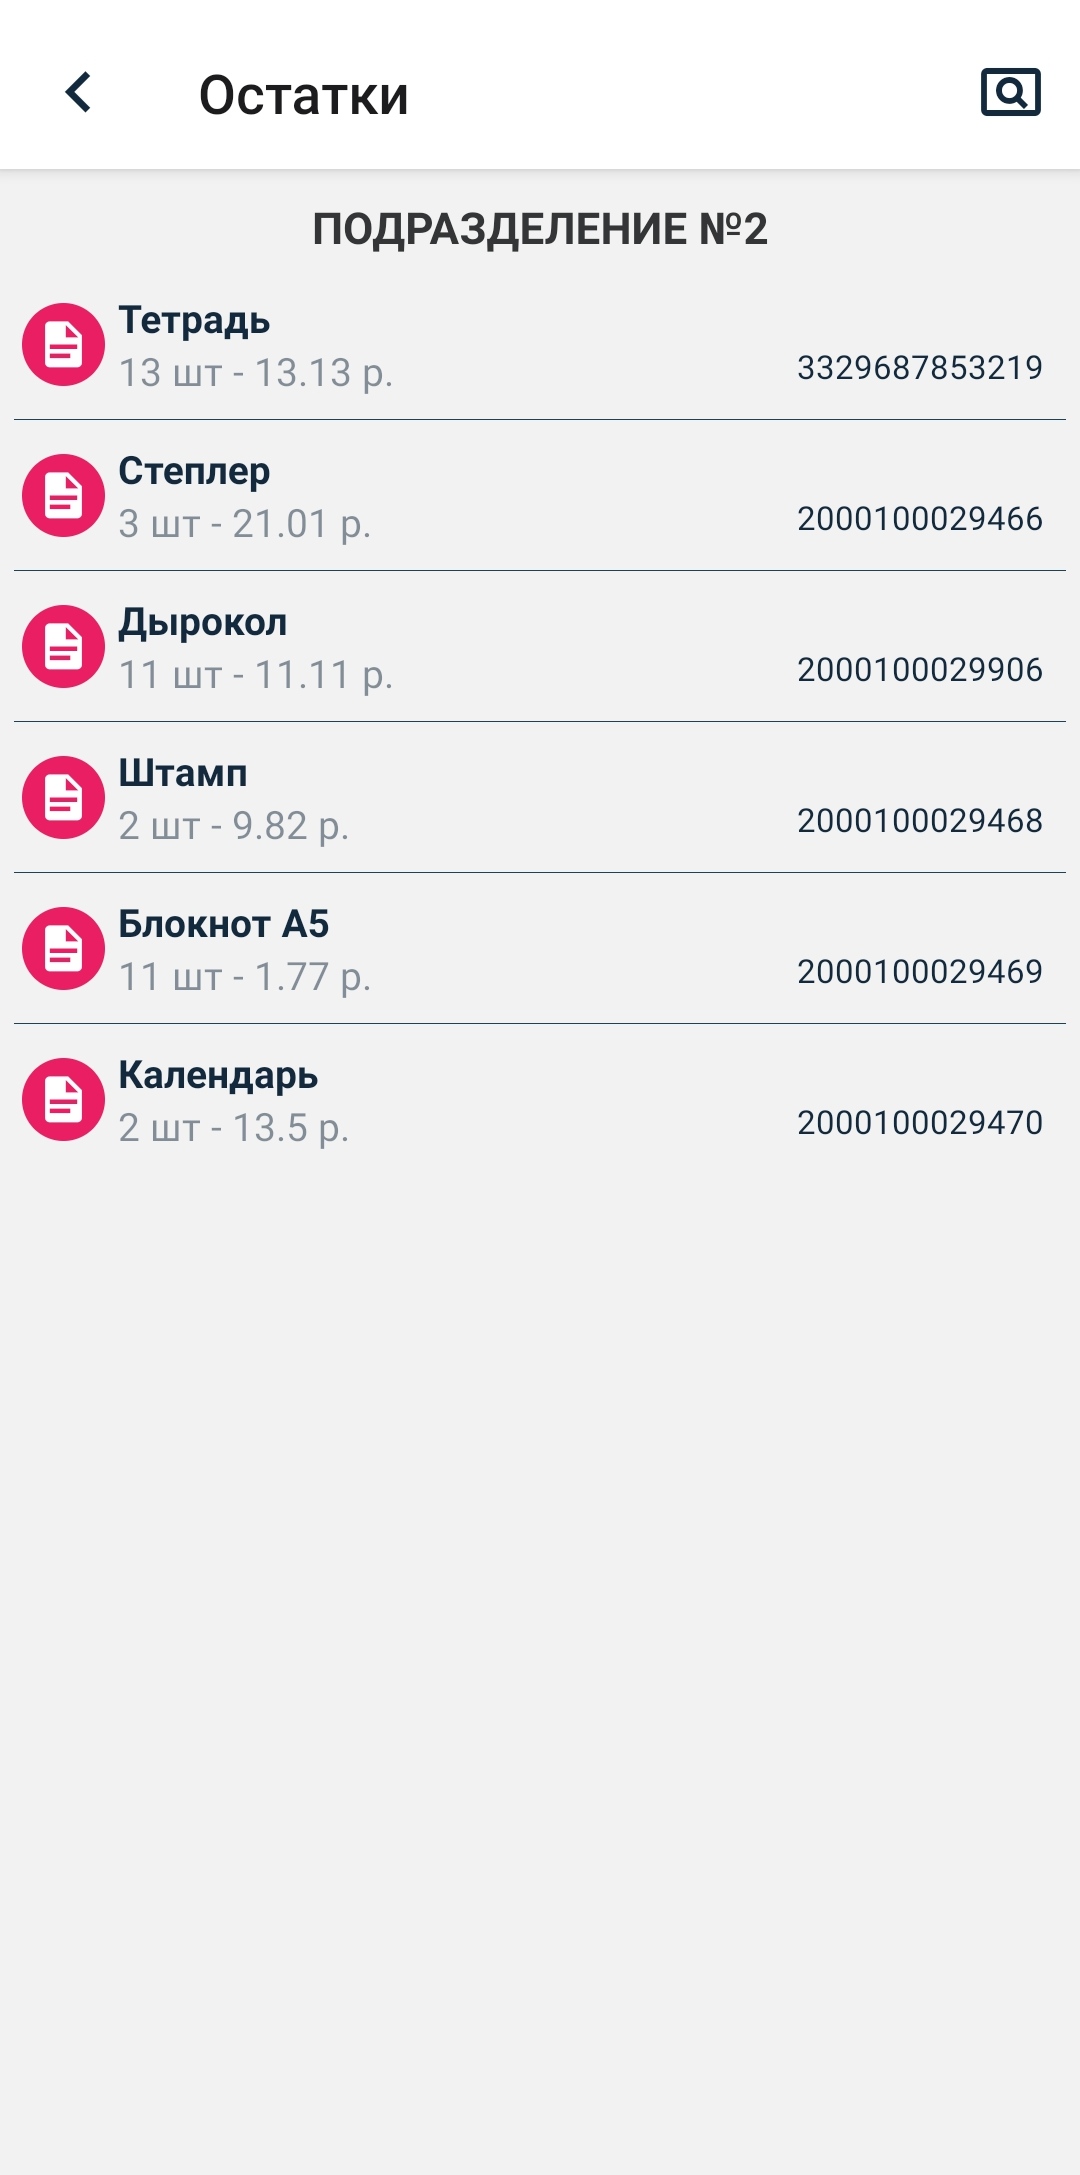 Остатки
ПОДРАЗДЕЛЕНИЕ №2
Тетрадь
13 шт - 13.13 р.
3329687853219
Степлер
3 шт - 21.01 р.
2000100029466
Дырокол
11 шт - 11.11 р.
2000100029906
Штамп
2 шт - 9.82 р.
2000100029468
Блокнот А5
11 шт - 1.77 р.
2000100029469
Календарь
2 шт - 13.5 р.
2000100029470